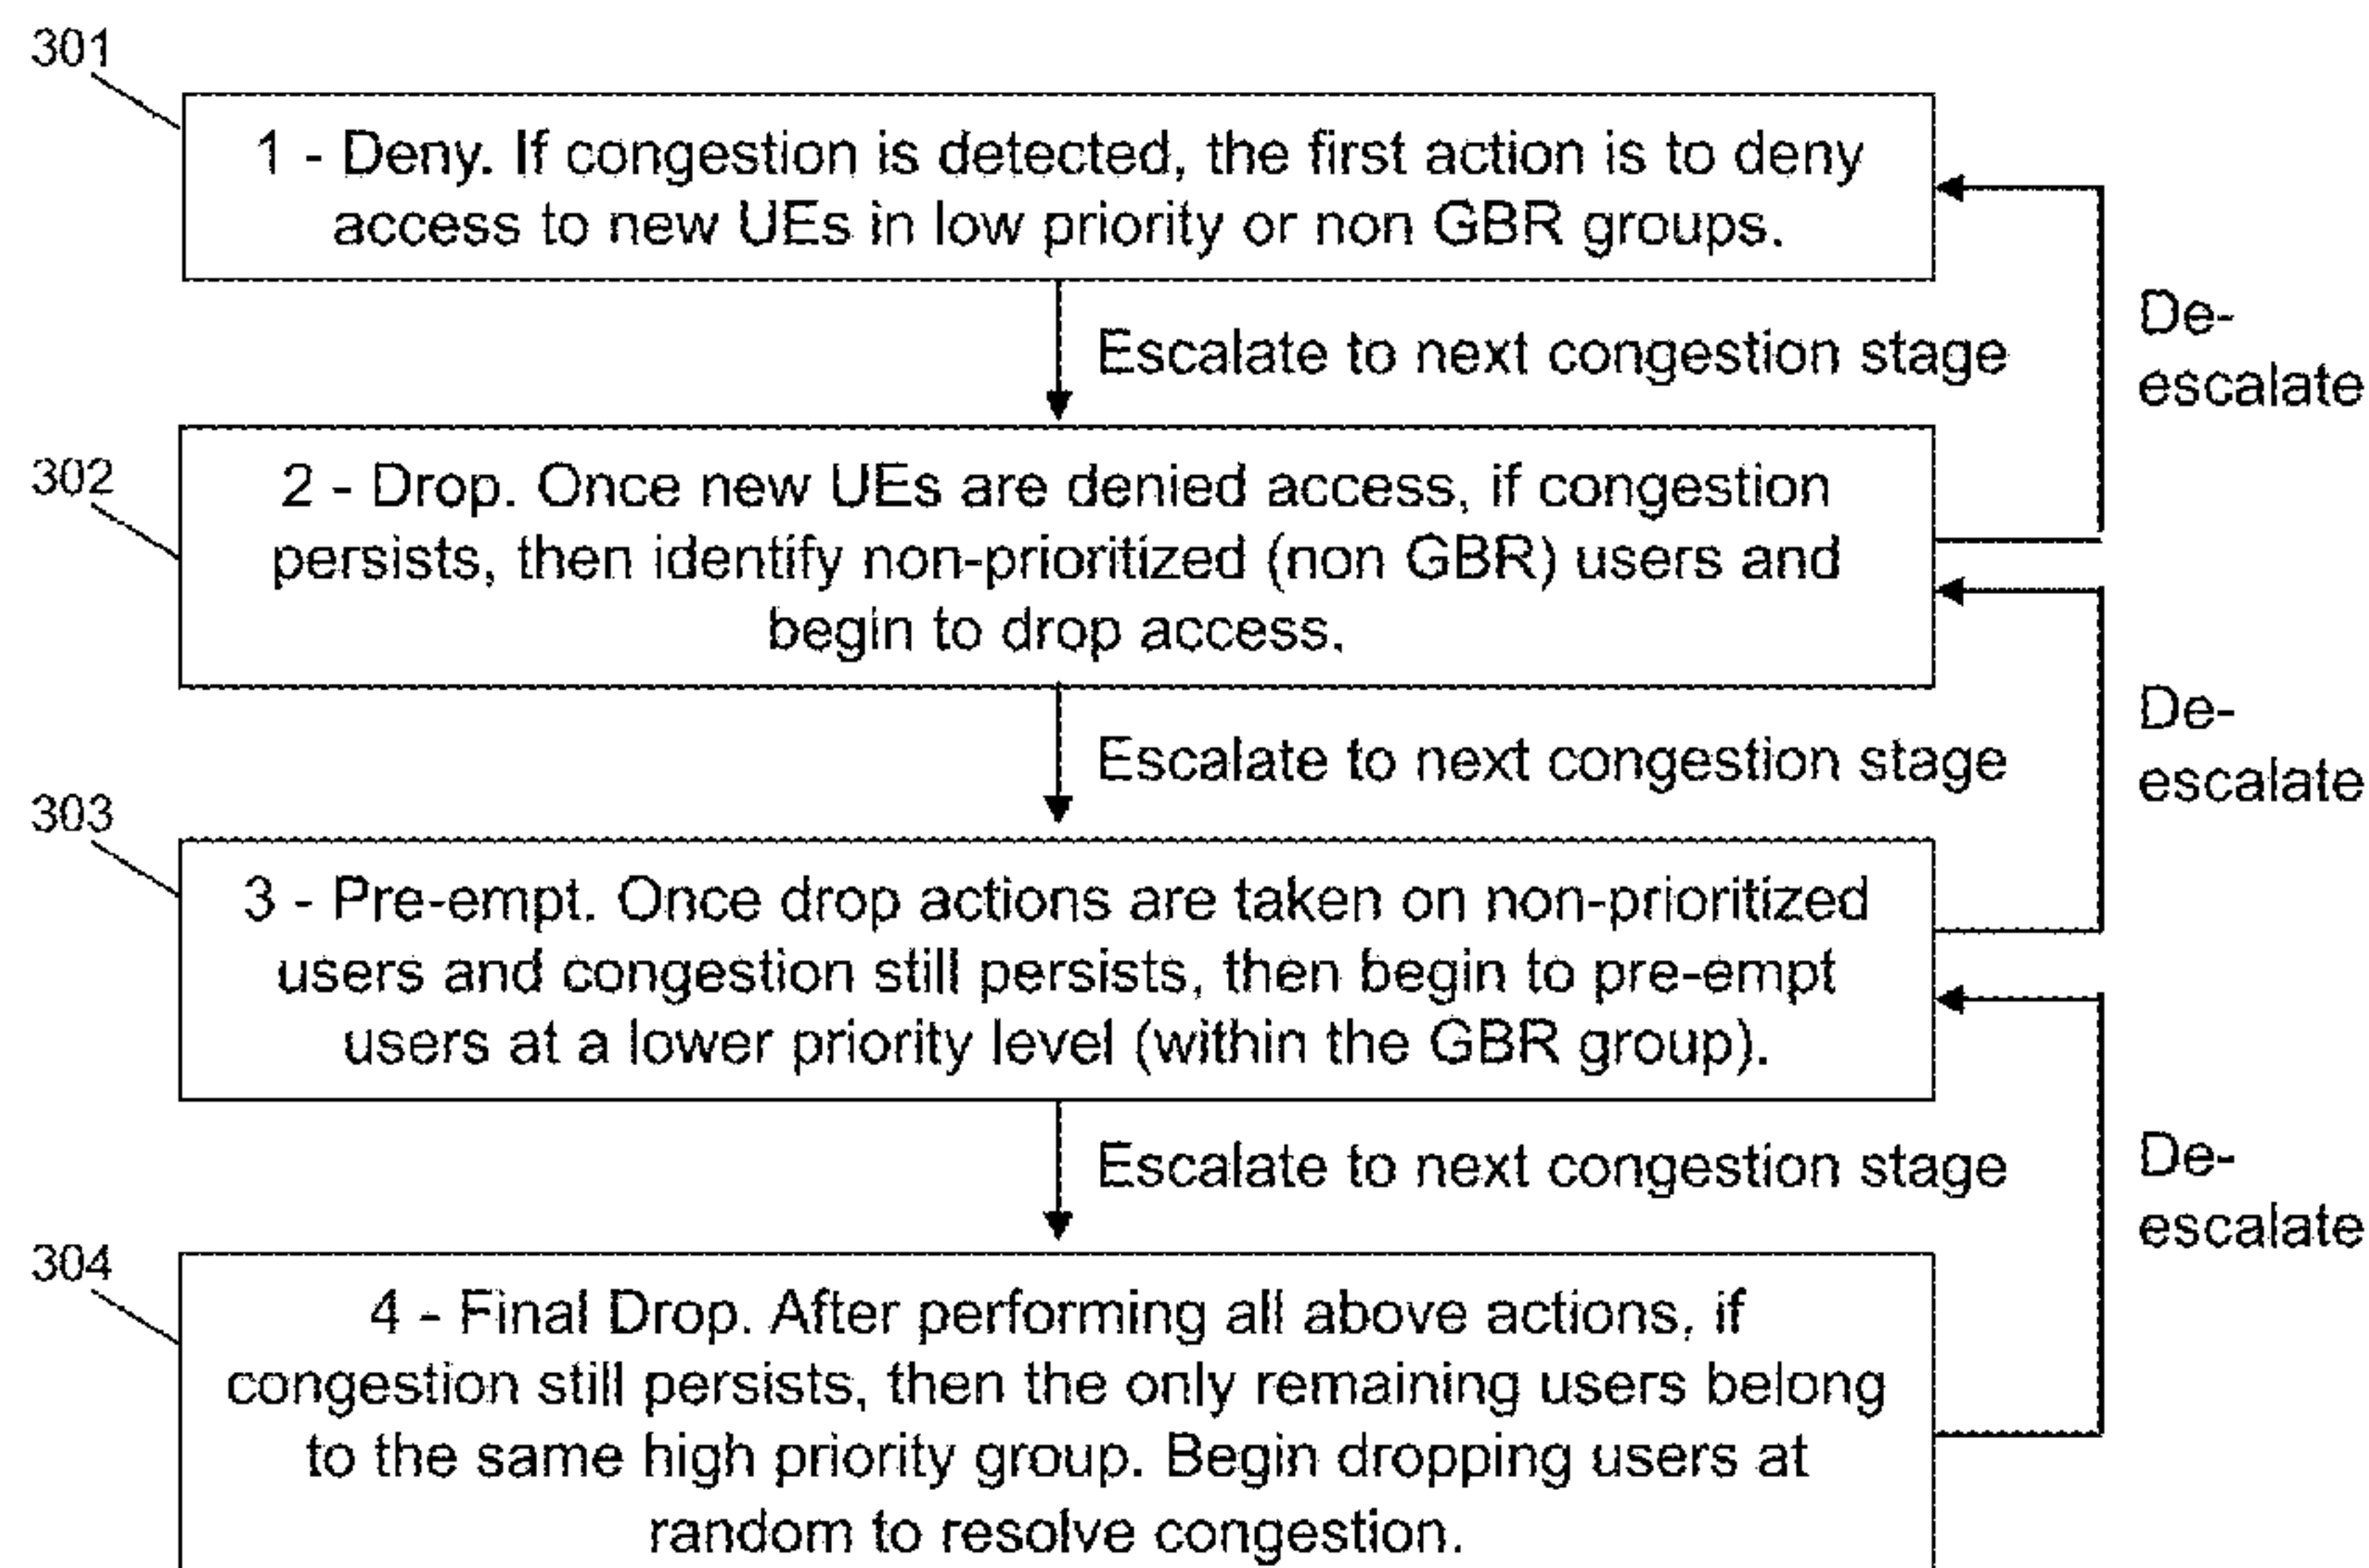 301
1 - Deny. If congestion is detected, the first action is to deny
access to new UEs in low priority or non GBR groups.
Escalate to next congestion stage
De-
escalate
302
2 - Drop. Once new UEs are denied access, if congestion
persists, then identify non-prioritized (non GBR) users and
begin to drop access.
Escalate to next congestion stage
De-
escalate
303
3 - Pre-empt. Once drop actions are taken on non-prioritized
users and congestion still persists, then begin to pre-empt
users at a lower priority level (within the GBR group).
Escalate to next congestion stage
De-
escalate
304
4 - Final Drop. After performing all above actions, if
congestion still persists, then the only remaining users belong
to the same high priority group. Begin dropping users at
random to resolve congestion.